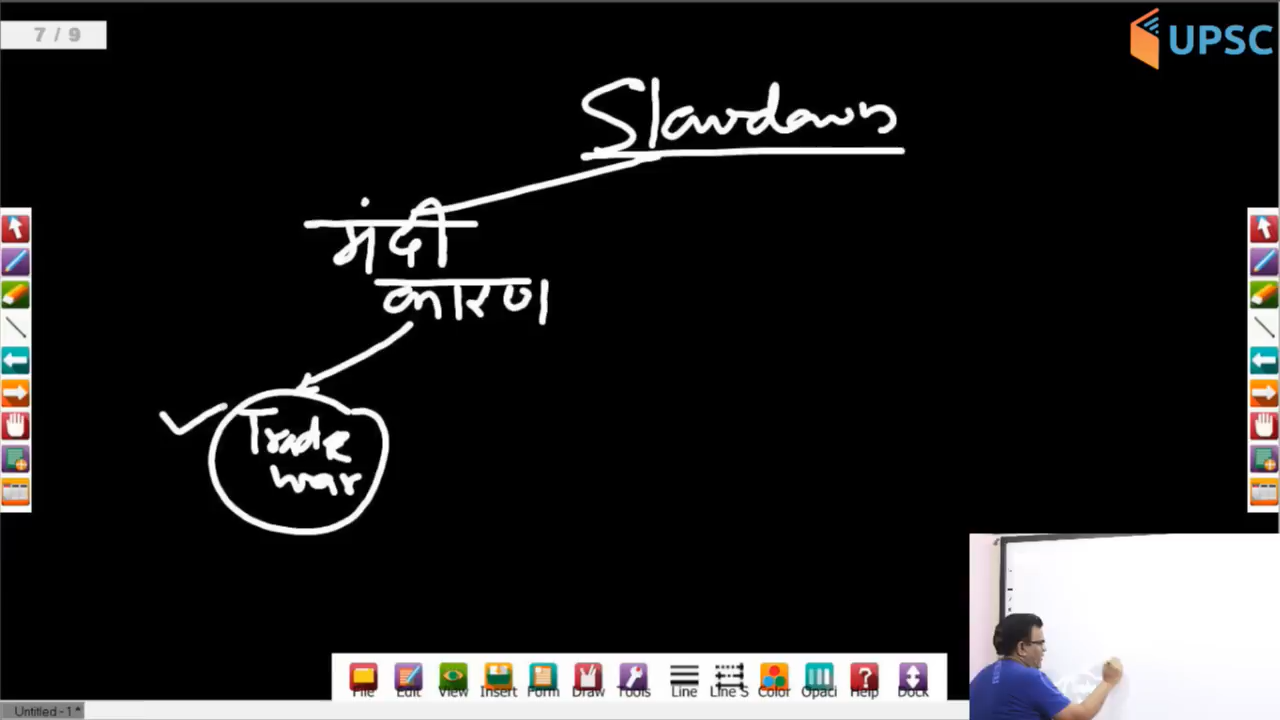 7 / 9
UPSC
Slowdown
मंदी
कारण
Trade
war
File Edit View Insert Form Draw Tools Line Line S Color Opaci Help Dock
Untitled - 1 *